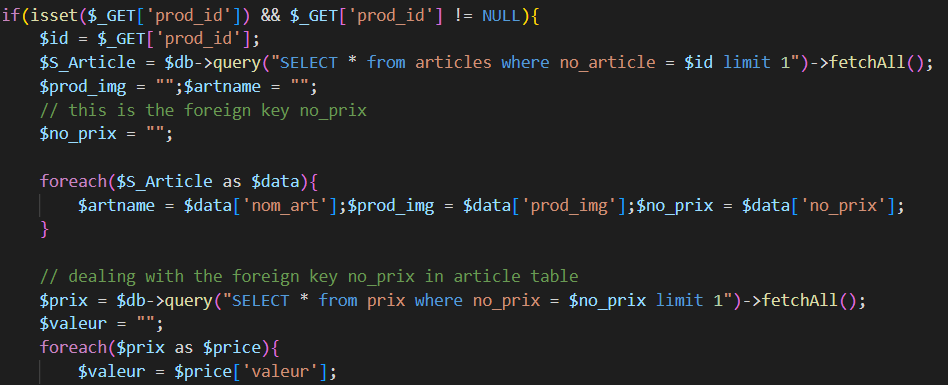 if(isset($_GET['prod_id']) && $_GET['prod_id'] != NULL){
    $id = $_GET['prod_id'];
    $S_Article = $db->query("SELECT * from articles where no_article = $id limit 1")->fetchAll();
    $prod_img = "";$artname = "";
    // this is the foreign key no_prix
    $no_prix = "";

    foreach($S_Article as $data){
        $artname = $data['nom_art'];$prod_img = $data['prod_img'];$no_prix = $data['no_prix'];
    }

    // dealing with the foreign key no_prix in article table
    $prix = $db->query("SELECT * from prix where no_prix = $no_prix limit 1")->fetchAll();
    $valeur = "";
    foreach($prix as $price){
        $valeur = $price['valeur'];